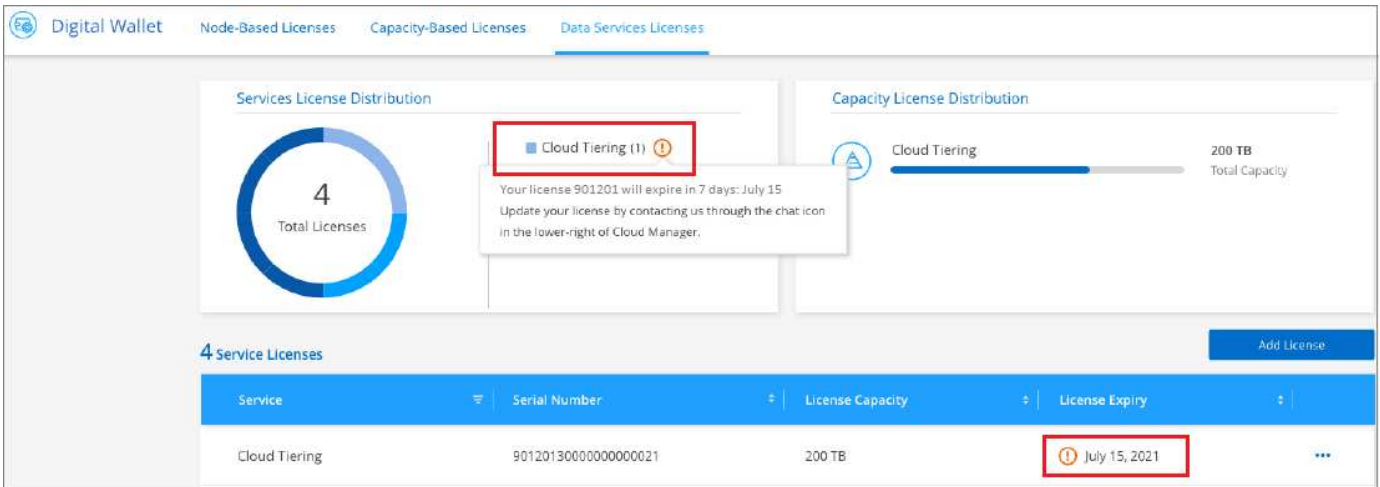 Digital Wallet
Node-Based Licenses
Capacity-Based Licenses
Data Services Licenses
Services License Distribution
4
Total Licenses
Cloud Tiering (1)
Your license 901201 will expire in 7 days: July 15
Update your license by contacting us through the chat icon
in the lower-right of Cloud Manager.
Capacity License Distribution
Cloud Tiering
200 TB
Total Capacity
4 Service Licenses
Add License
Service
Serial Number
License Capacity
License Expiry
Cloud Tiering
90120130000000000021
200 TB
July 15, 2021